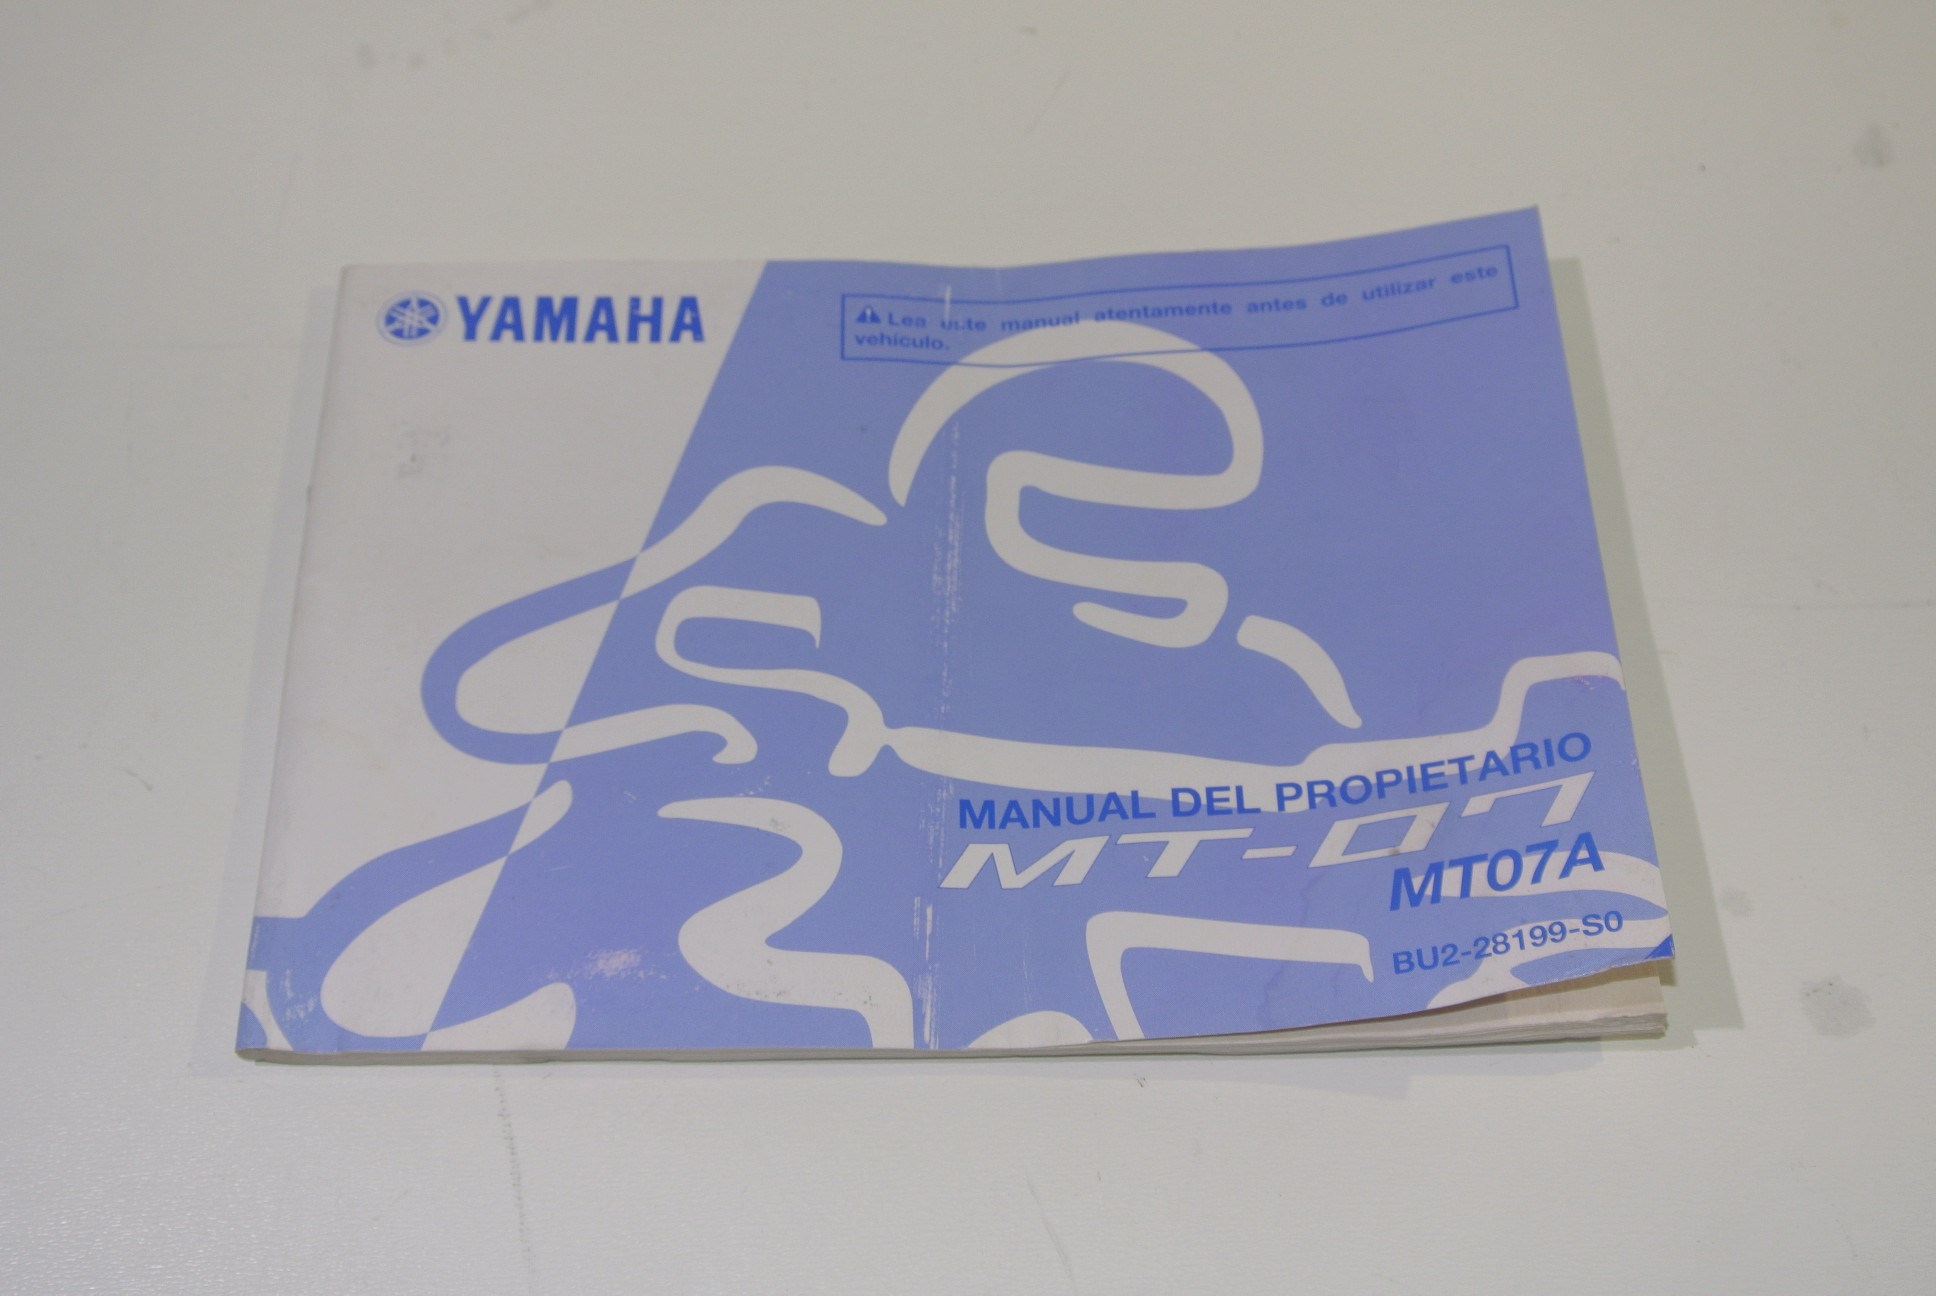 YAMAHA
Lea este manual atentamente antes de utilizar este
vehículo.
MANUAL DEL PROPIETARIO
MT-07
MT07A
BU2-28199-S0